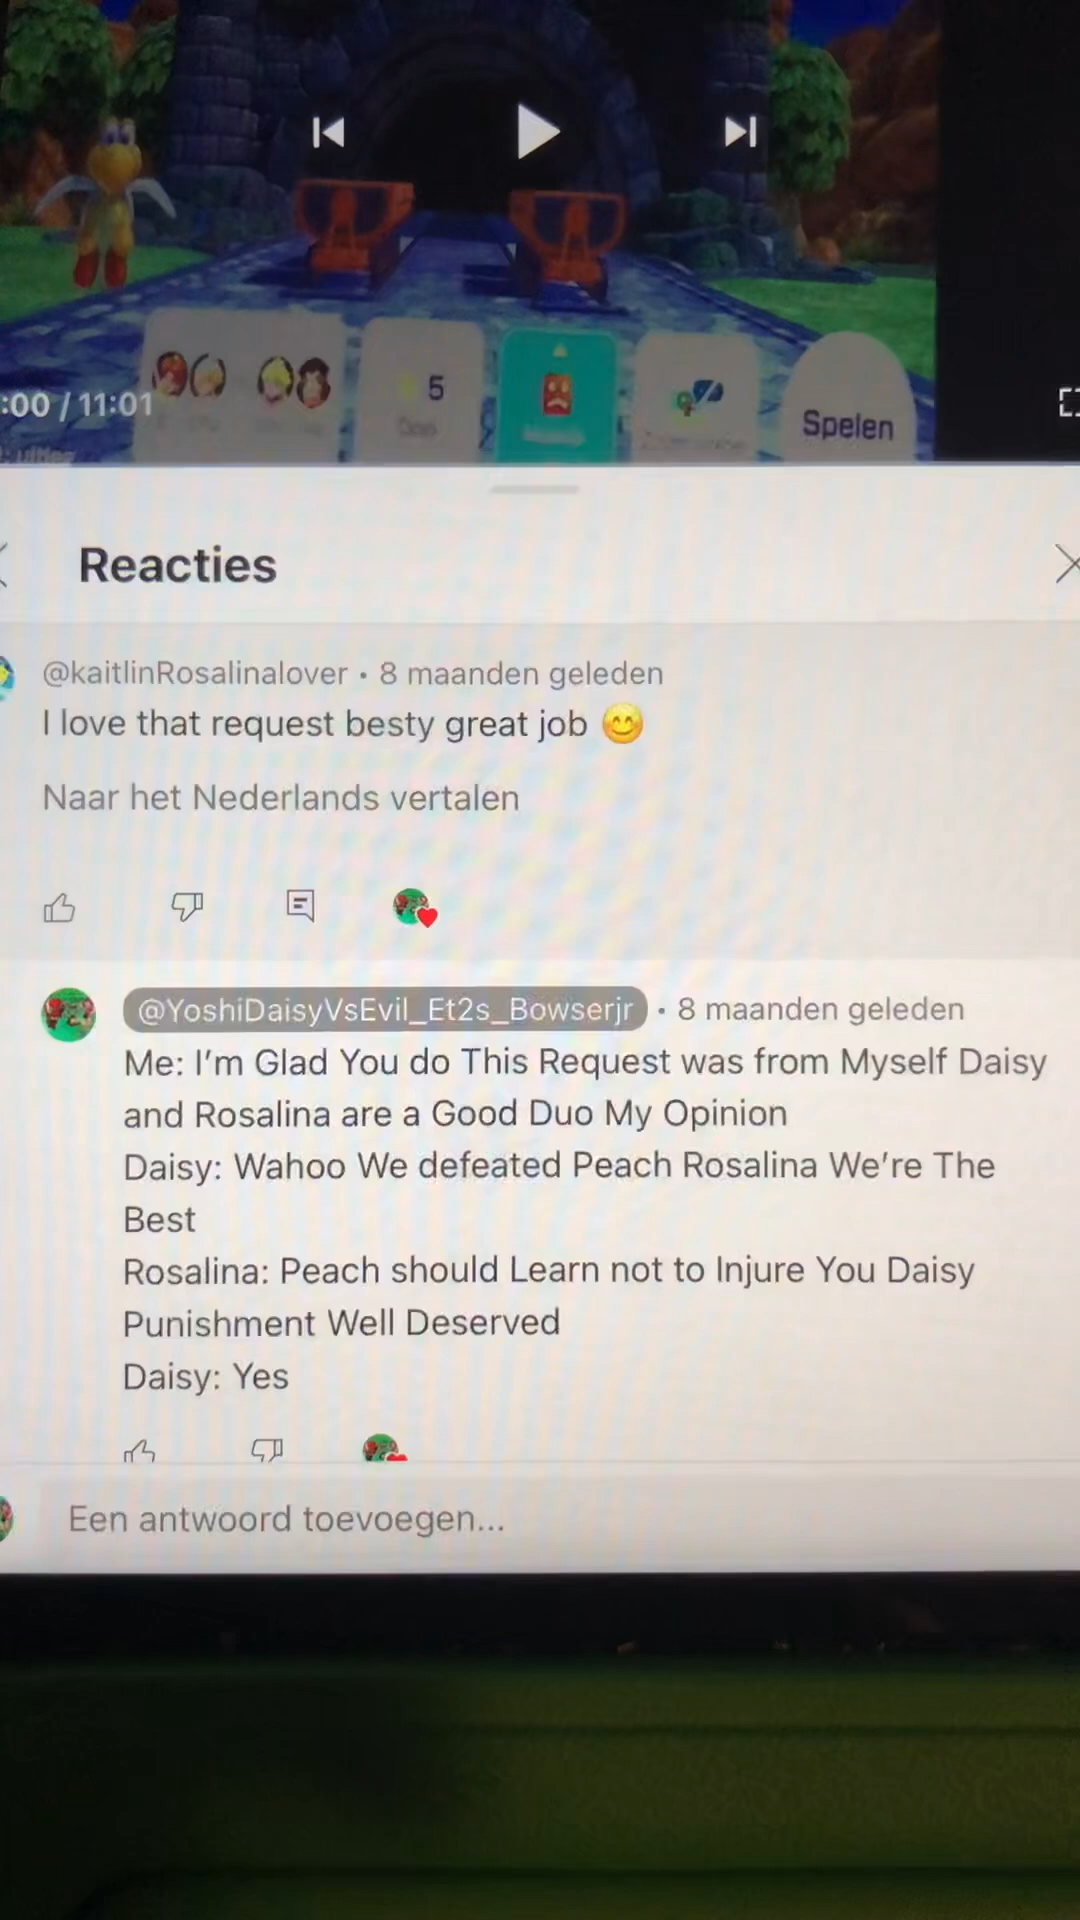 :00 / 11:01
5
Spelen
Reacties
@kaitlinRosalinalover • 8 maanden geleden
I love that request besty great job 😊
Naar het Nederlands vertalen
@YoshiDaisyVsEvil_Et2s_Bowserjr • 8 maanden geleden
Me: I’m Glad You do This Request was from Myself Daisy
and Rosalina are a Good Duo My Opinion
Daisy: Wahoo We defeated Peach Rosalina We’re The
Best
Rosalina: Peach should Learn not to Injure You Daisy
Punishment Well Deserved
Daisy: Yes
Een antwoord toevoegen...